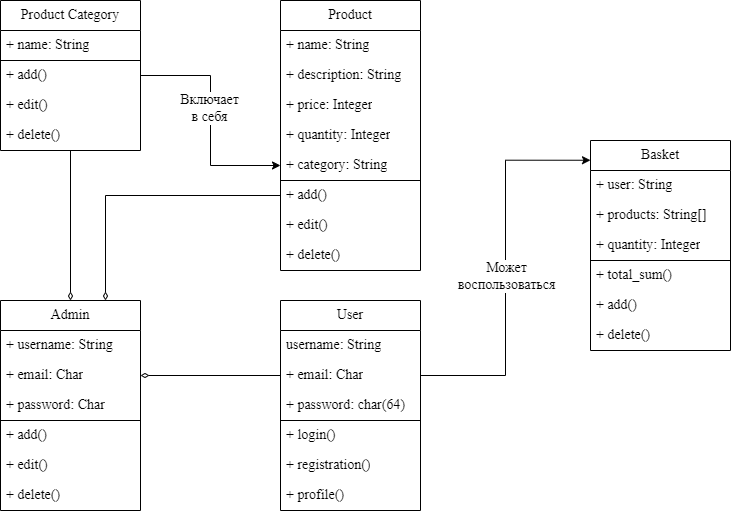 Product Category
+ name: String
+ add()
+ edit()
+ delete()
Включает
в себя
Product
+ name: String
+ description: String
+ price: Integer
+ quantity: Integer
+ category: String
+ add()
+ edit()
+ delete()
Basket
+ user: String
+ products: String[]
+ quantity: Integer
+ total_sum()
+ add()
+ delete()
Может
воспользоваться
Admin
+ username: String
+ email: Char
+ password: Char
+ add()
+ edit()
+ delete()
User
username: String
+ email: Char
+ password: char(64)
+ login()
+ registration()
+ profile()